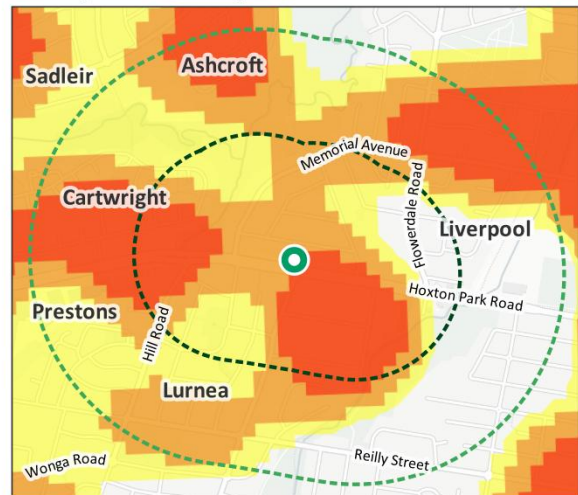 Ashcroft
Sadleir
Memorial Avenue
Cartwright
Flowerdale Road
Liverpool
Hoxton Park Road
Prestons
Hill Road
Lurnea
Reilly Street
Wonga Road